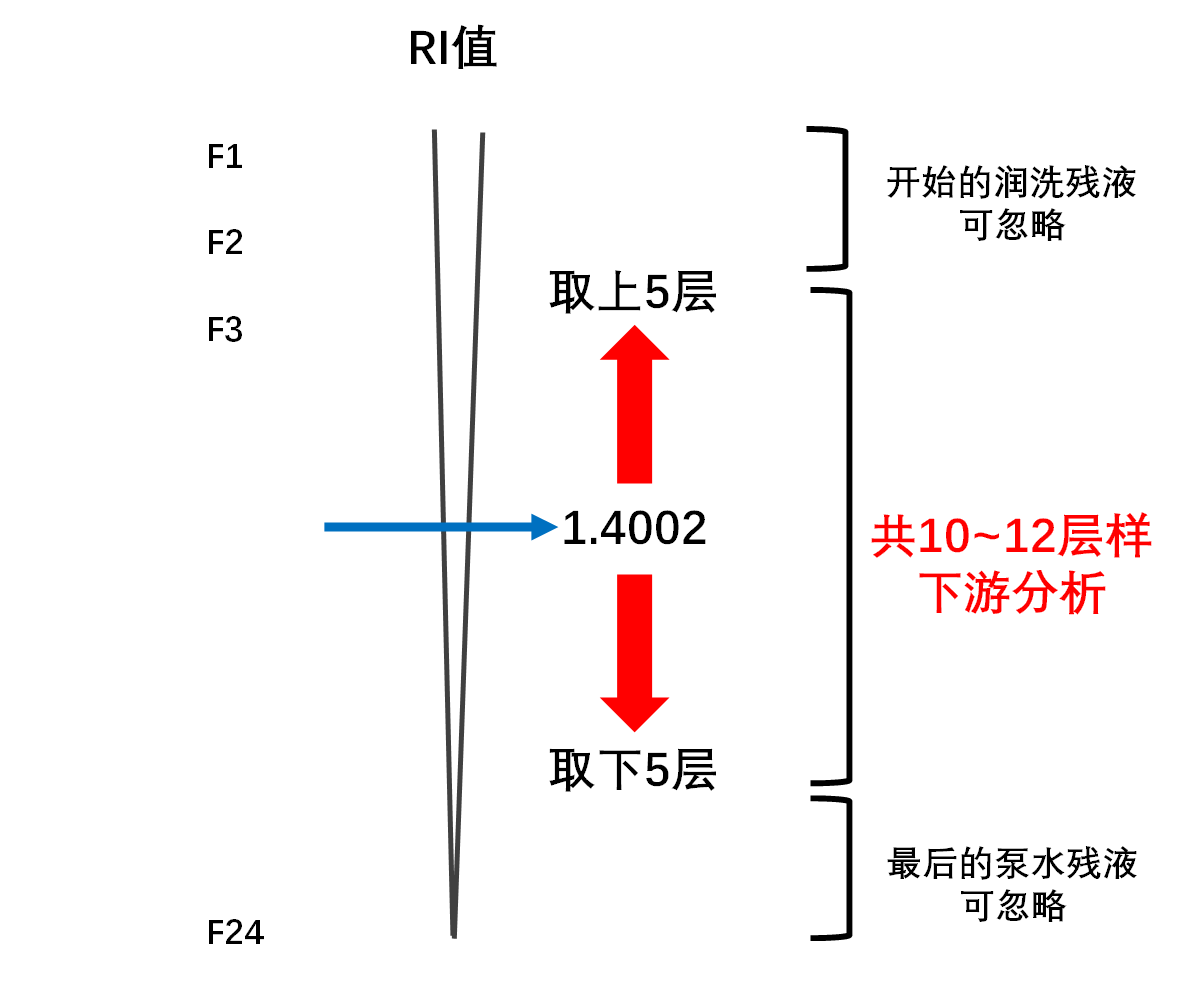 RI值
F1
开始的润洗残液
可忽略
F2
取上5层
F3
1.4002
共10~12层样
下游分析
取下5层
最后的泵水残液
可忽略
F24